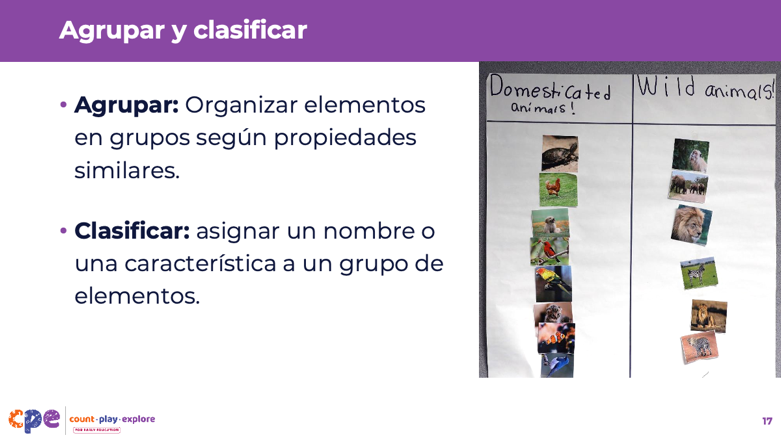 Agrupar y clasificar
• Agrupar: Organizar elementos
en grupos según propiedades
similares.
• Clasificar: asignar un nombre o
una característica a un grupo de
elementos.
Domesticated
animals!
Wild animals!
cpe
count·play·explore
FOR EARLY EDUCATION
17